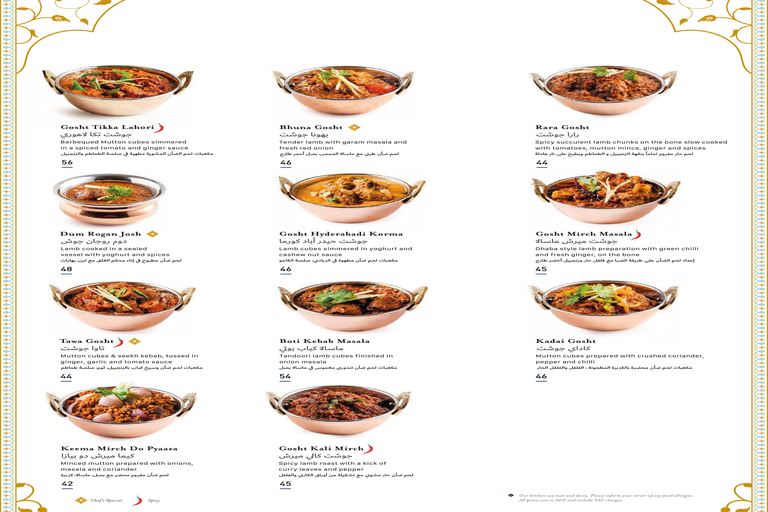 Gosht Tikka Lahori
جوشت تكا لاهوري
Barbequed Mutton cubes simmered
in a spiced tomato and ginger sauce
مكعبات لحم الضأن المشوية مطهية في صلصة الطماطم والزنجبيل
56
Bhuna Gosht
بهونا جوشت
Tender lamb with garam masala and
fresh red onion
لحم ضأن طري مع ماسالا الحمص، بصل أحمر طازج
46
Rara Gosht
رارا جوشت
Spicy succulent lamb chunks on the bone slow cooked
with tomatoes, mutton mince, ginger and spices
لحم حار مفروم تماماً بنكهة الزنجبيل و الطماطم ويطبخ على نار هادئة
44
Dum Rogan Josh
دوم روجان جوش
Lamb cooked in a sealed
vessel with yoghurt and spices
لحم ضأن مطبوخ في إناء محكم الغلق مع لبن، بهارات
48
Gosht Hyderabadi Korma
جوشت حيدر أباد كورما
Lamb cubes simmered in yoghurt and
cashew nut sauce
مكعبات لحم الضأن مطهوة في الزبادي، صلصة الكاجو
46
Gosht Mirch Masala
جوشت ميرش ماسالا
Dhaba style lamb preparation with green chilli
and fresh ginger, on the bone
إعداد لحم الضأن على طريقة الضبا مع فلفل حار وزنجبيل أخضر طازج
45
Tawa Gosht
تاوا جوشت
Mutton cubes & seekh kebab, tossed in
ginger, garlic and tomato sauce
مكعبات لحم ضأن وسيخ كباب بالزنجبيل، ثوي صلصة طماطم
44
Boti Kebab Masala
ماسالا كباب بوتي
Tandoori lamb cubes finished in
onion masala
مكعبات لحم ضأن تندوري مغموس في ماسالا بصل
54
Kadai Gosht
كاداي جوشت
Mutton cubes prepared with crushed coriander,
pepper and chilli
مكعبات لحم ضأن محضرة بالكزبرة المطحونة ، الفلفل والفلفل الحار
46
Keema Mirch Do Pyaaza
كيما ميرش دو بيازا
Minced mutton prepared with onions,
masala and coriander
لحم ضأن مفروم محضر مع بصل، ماسالا، كزبرة
42
Gosht Kali Mirch
جوشت كالي ميرش
Spicy lamb roast with a kick of
curry leaves and pepper
لحم ضأن حار مشوي مع تشكيلة من أوراق الكاري والفلفل
45
Chef's Special
Spicy
Our kitchen use nuts and dairy. Please inform your server of any food allergies.
All prices are in AED and include VAT charges.